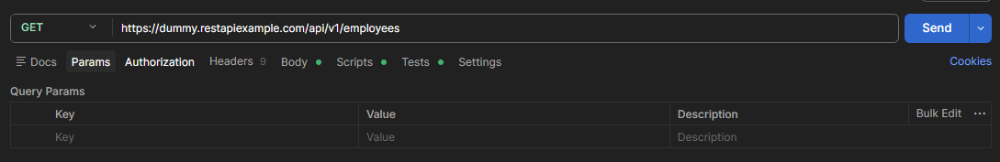 GET https://dummy.restapiexample.com/api/v1/employees Send
Docs Params Authorization Headers 9 Body Scripts Tests Settings Cookies
Query Params
Key Value Description Bulk Edit ...
Key Value Description